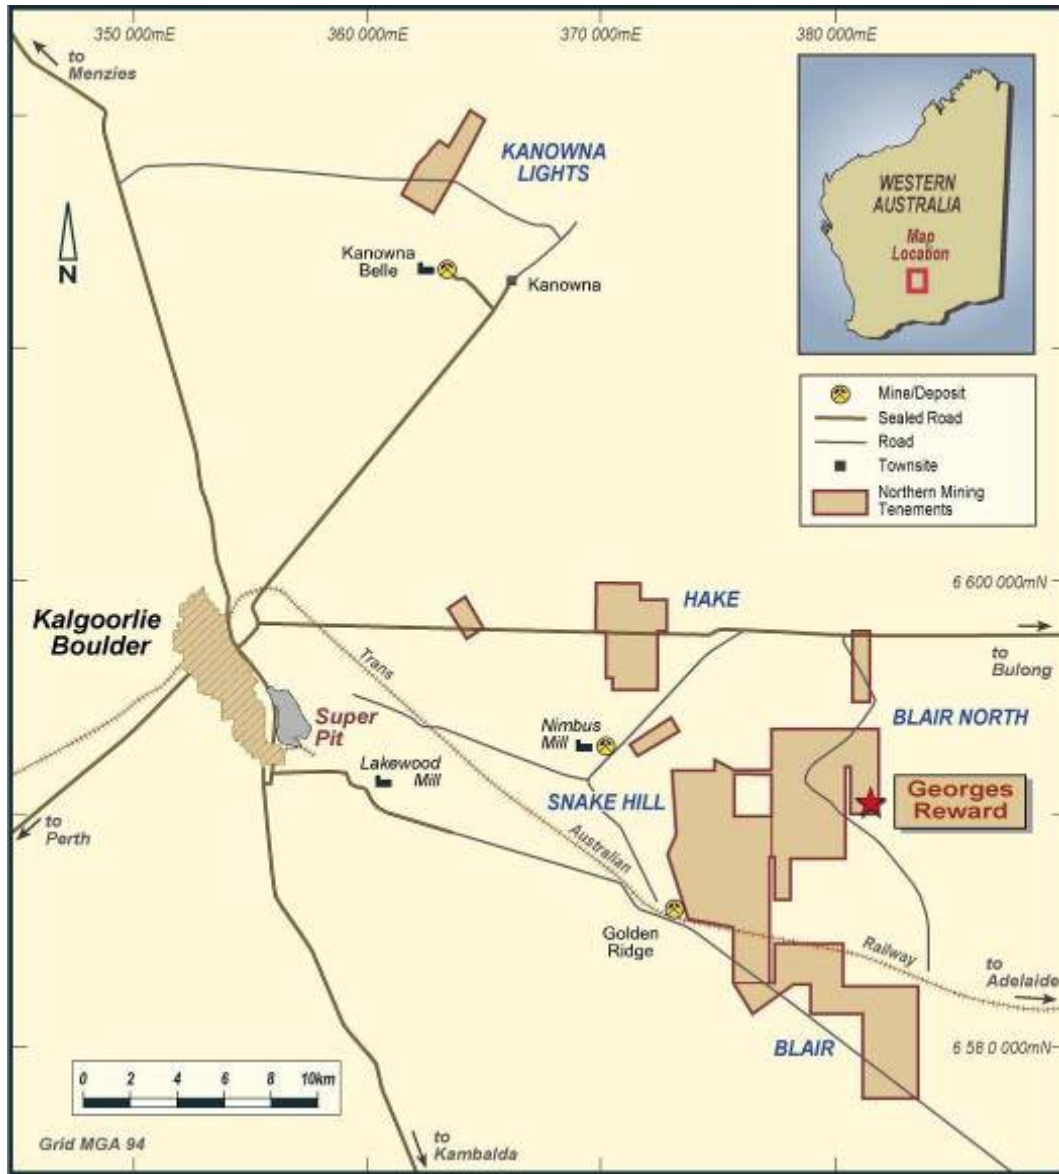 350 000mE
360 000mE
370 000mE
380 000mE
to
Menzies
KANOWNA
LIGHTS
Kanowna
Belle
Kanowna
N
WESTERN
AUSTRALIA
Map
Location
Mine/Deposit
Sealed Road
Road
Townsite
Northern Mining
Tenements
6 600 000mN
HAKE
Kalgoorlie
Boulder
to
Bulong
Trans
Super
Pit
Nimbus
Mill
BLAIR NORTH
Lakewood
Mill
SNAKE HILL
Georges
Reward
to
Perth
Australian
Golden
Ridge
Railway
to
Adelaide
BLAIR
6 580 000mN
0 2 4 6 8 10km
Grid MGA 94
to
Kambalda